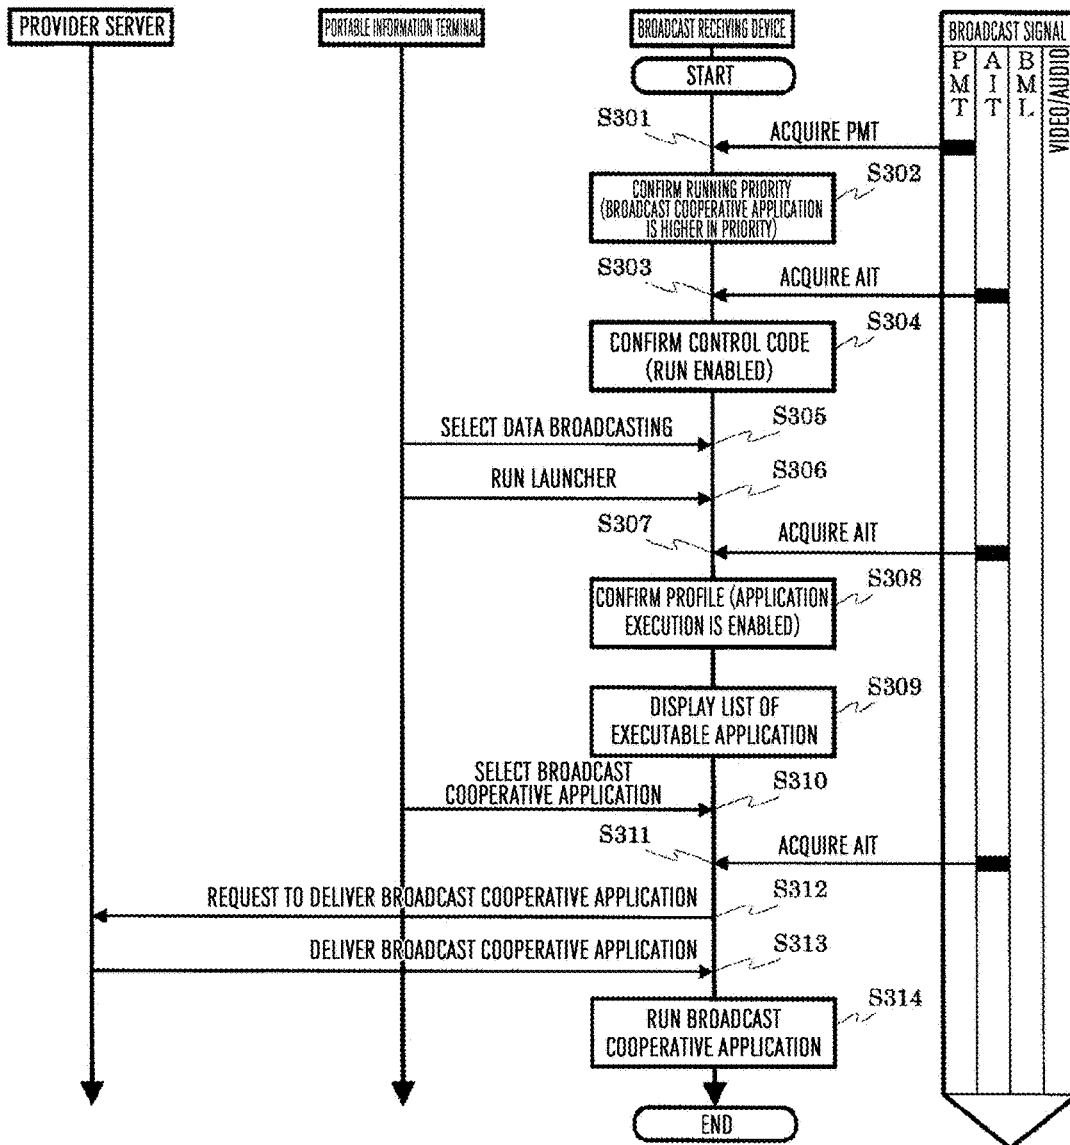 PROVIDER SERVER
PORTABLE INFORMATION TERMINAL
BROADCAST RECEIVING DEVICE
BROADCAST SIGNAL
PMT
AIT
BML
VIDEO/AUDIO
START
S301
ACQUIRE PMT
S302
CONFIRM RUNNING PRIORITY
(BROADCAST COOPERATIVE APPLICATION
IS HIGHER IN PRIORITY)
S303
ACQUIRE AIT
S304
CONFIRM CONTROL CODE
(RUN ENABLED)
SELECT DATA BROADCASTING
S305
RUN LAUNCHER
S306
S307
ACQUIRE AIT
S308
CONFIRM PROFILE (APPLICATION
EXECUTION IS ENABLED)
S309
DISPLAY LIST OF
EXECUTABLE APPLICATION
SELECT BROADCAST
COOPERATIVE APPLICATION
S310
S311
ACQUIRE AIT
REQUEST TO DELIVER BROADCAST COOPERATIVE APPLICATION
S312
DELIVER BROADCAST COOPERATIVE APPLICATION
S313
S314
RUN BROADCAST
COOPERATIVE APPLICATION
END